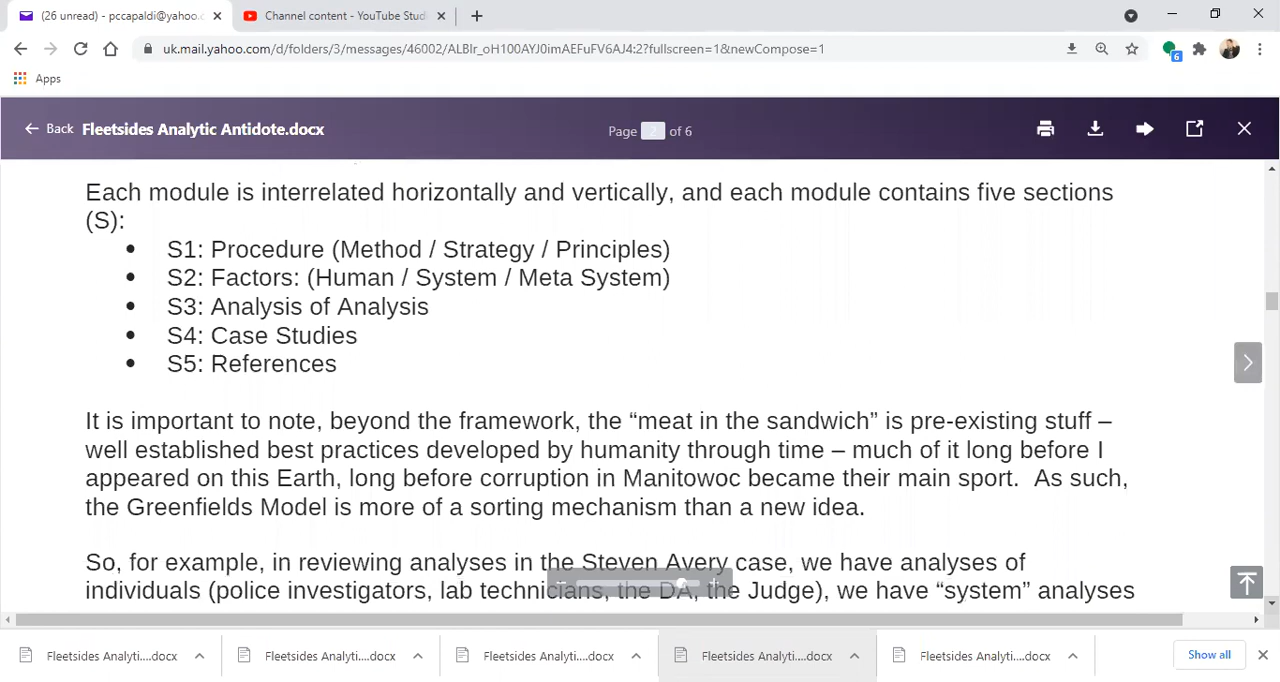 (26 unread) - pccapaldi@yahoo.c
Channel content - YouTube Stud
uk.mail.yahoo.com/d/folders/3/messages/46002/ALBlr_oH100AYJ0imAEFuFV6AJ4:2?fullscreen=1&newCompose=1
6
Apps
Back Fleetsides Analytic Antidote.docx
Page 2 of 6
Each module is interrelated horizontally and vertically, and each module contains five sections
(S):
• S1: Procedure (Method / Strategy / Principles)
• S2: Factors: (Human / System / Meta System)
• S3: Analysis of Analysis
• S4: Case Studies
• S5: References
It is important to note, beyond the framework, the “meat in the sandwich” is pre-existing stuff –
well established best practices developed by humanity through time – much of it long before I
appeared on this Earth, long before corruption in Manitowoc became their main sport. As such,
the Greenfields Model is more of a sorting mechanism than a new idea.
So, for example, in reviewing analyses in the Steven Avery case, we have analyses of
individuals (police investigators, lab technicians, the DA, the Judge), we have “system” analyses
Fleetsides Analyti....docx
Fleetsides Analyti....docx
Fleetsides Analyti....docx
Fleetsides Analyti....docx
Fleetsides Analyti....docx
Show all